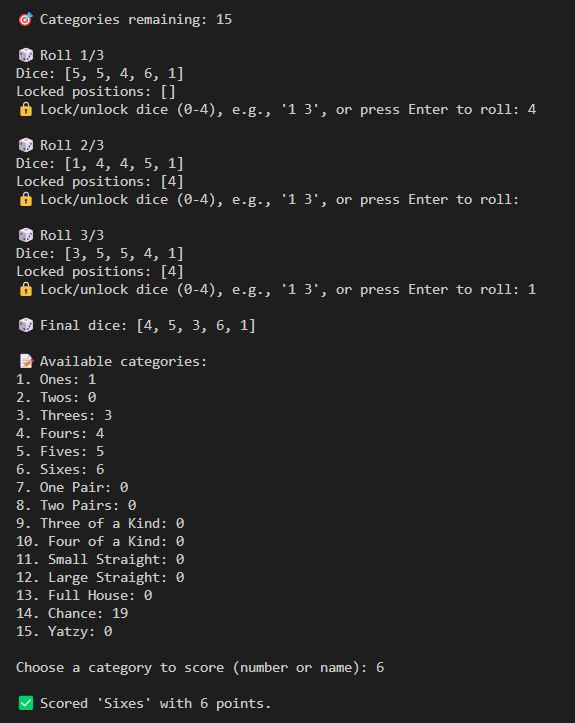 🎯 Categories remaining: 15
🎲 Roll 1/3
Dice: [5, 5, 4, 6, 1]
Locked positions: []
🔒 Lock/unlock dice (0-4), e.g., '1 3', or press Enter to roll: 4
🎲 Roll 2/3
Dice: [1, 4, 4, 5, 1]
Locked positions: [4]
🔒 Lock/unlock dice (0-4), e.g., '1 3', or press Enter to roll:
🎲 Roll 3/3
Dice: [3, 5, 5, 4, 1]
Locked positions: [4]
🔒 Lock/unlock dice (0-4), e.g., '1 3', or press Enter to roll: 1
🎲 Final dice: [4, 5, 3, 6, 1]
📝 Available categories:
1. Ones: 1
2. Twos: 0
3. Threes: 3
4. Fours: 4
5. Fives: 5
6. Sixes: 6
7. One Pair: 0
8. Two Pairs: 0
9. Three of a Kind: 0
10. Four of a Kind: 0
11. Small Straight: 0
12. Large Straight: 0
13. Full House: 0
14. Chance: 19
15. Yatzy: 0
Choose a category to score (number or name): 6
✅ Scored 'Sixes' with 6 points.